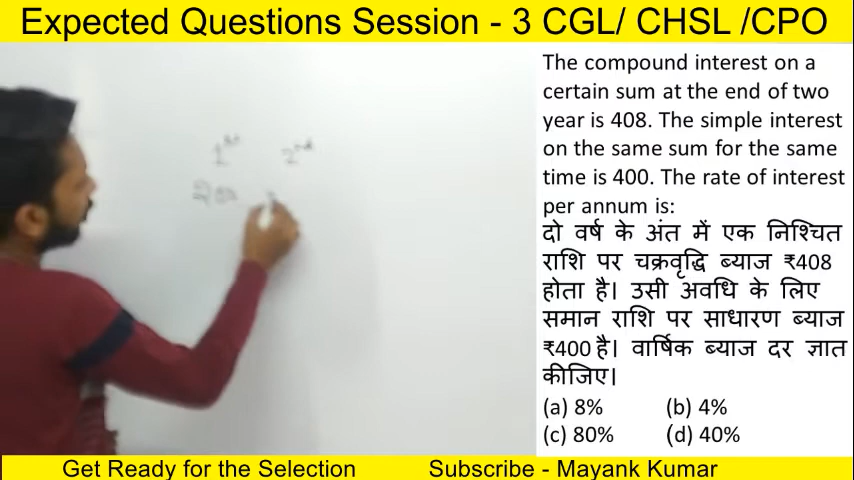 Expected Questions Session - 3 CGL/ CHSL /CPO
The compound interest on a
certain sum at the end of two
year is 408. The simple interest
on the same sum for the same
time is 400. The rate of interest
per annum is:
दो वर्ष के अंत में एक निश्चित
राशि पर चक्रवृद्धि ब्याज ₹408
होता है। उसी अवधि के लिए
समान राशि पर साधारण ब्याज
₹400 है। वार्षिक ब्याज दर ज्ञात
कीजिए।
(a) 8% (b) 4%
(c) 80% (d) 40%
1st 2nd
200
Get Ready for the Selection Subscribe - Mayank Kumar